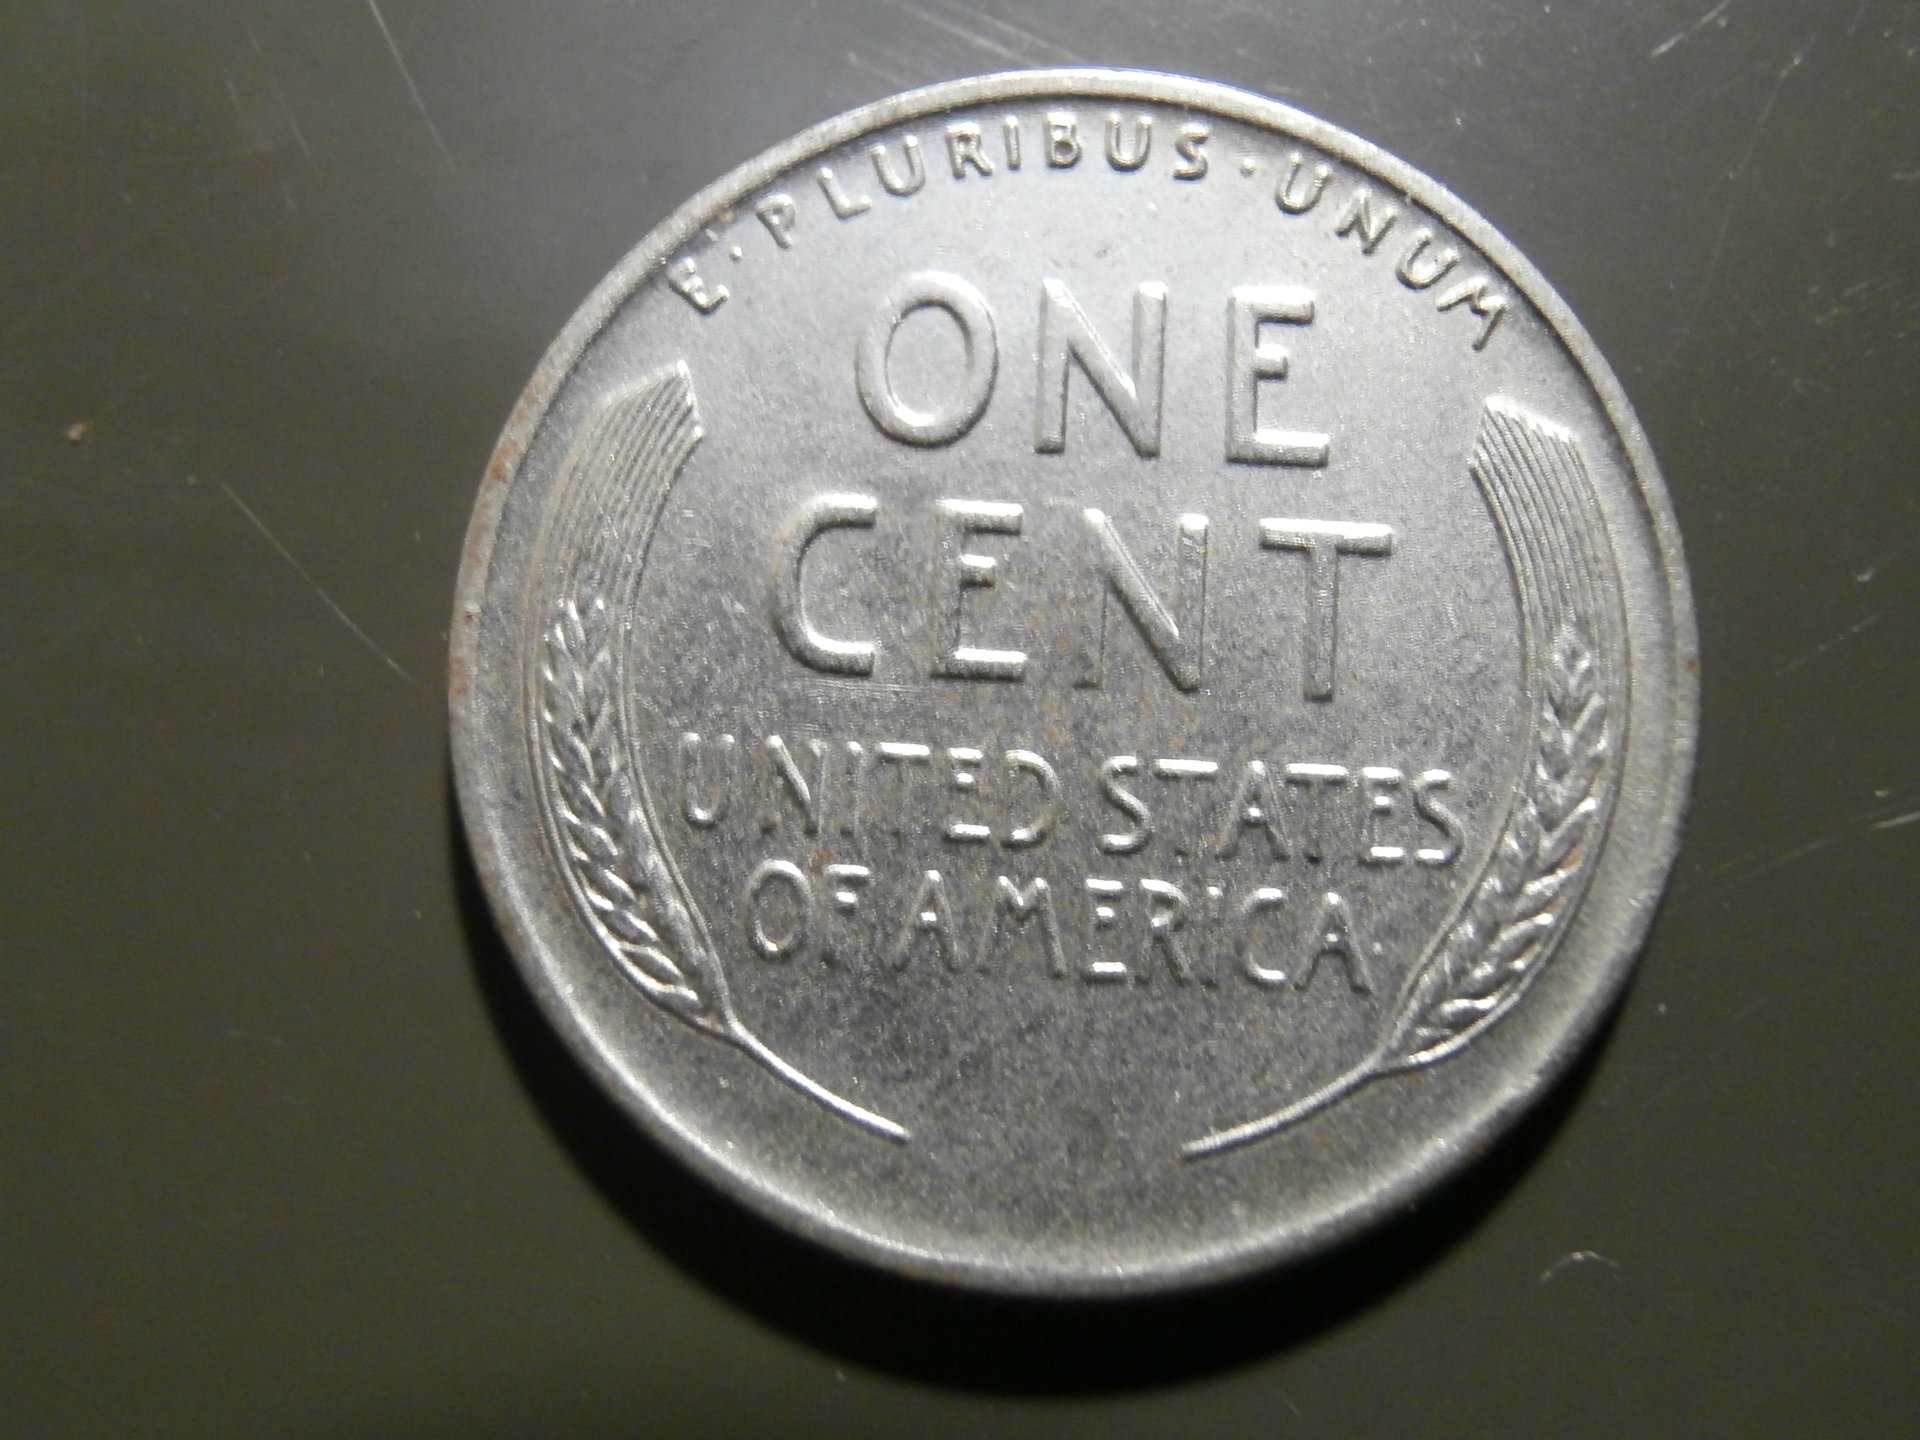 E · PLURIBUS · UNUM
ONE
CENT
UNITED STATES
OF AMERICA